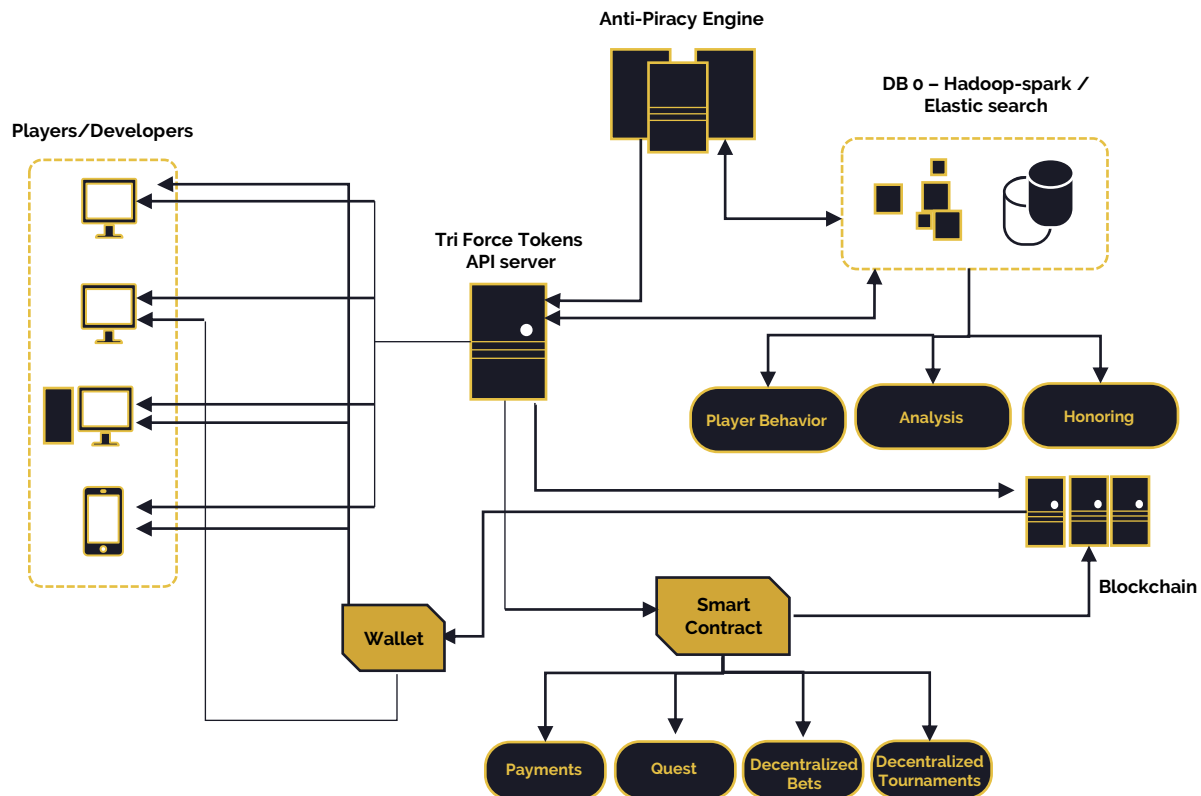 Anti-Piracy Engine
DB 0 – Hadoop-spark /
Elastic search
Players/Developers
Tri Force Tokens
API server
Player Behavior
Analysis
Honoring
Blockchain
Smart
Contract
Wallet
Payments
Quest
Decentralized
Bets
Decentralized
Tournaments